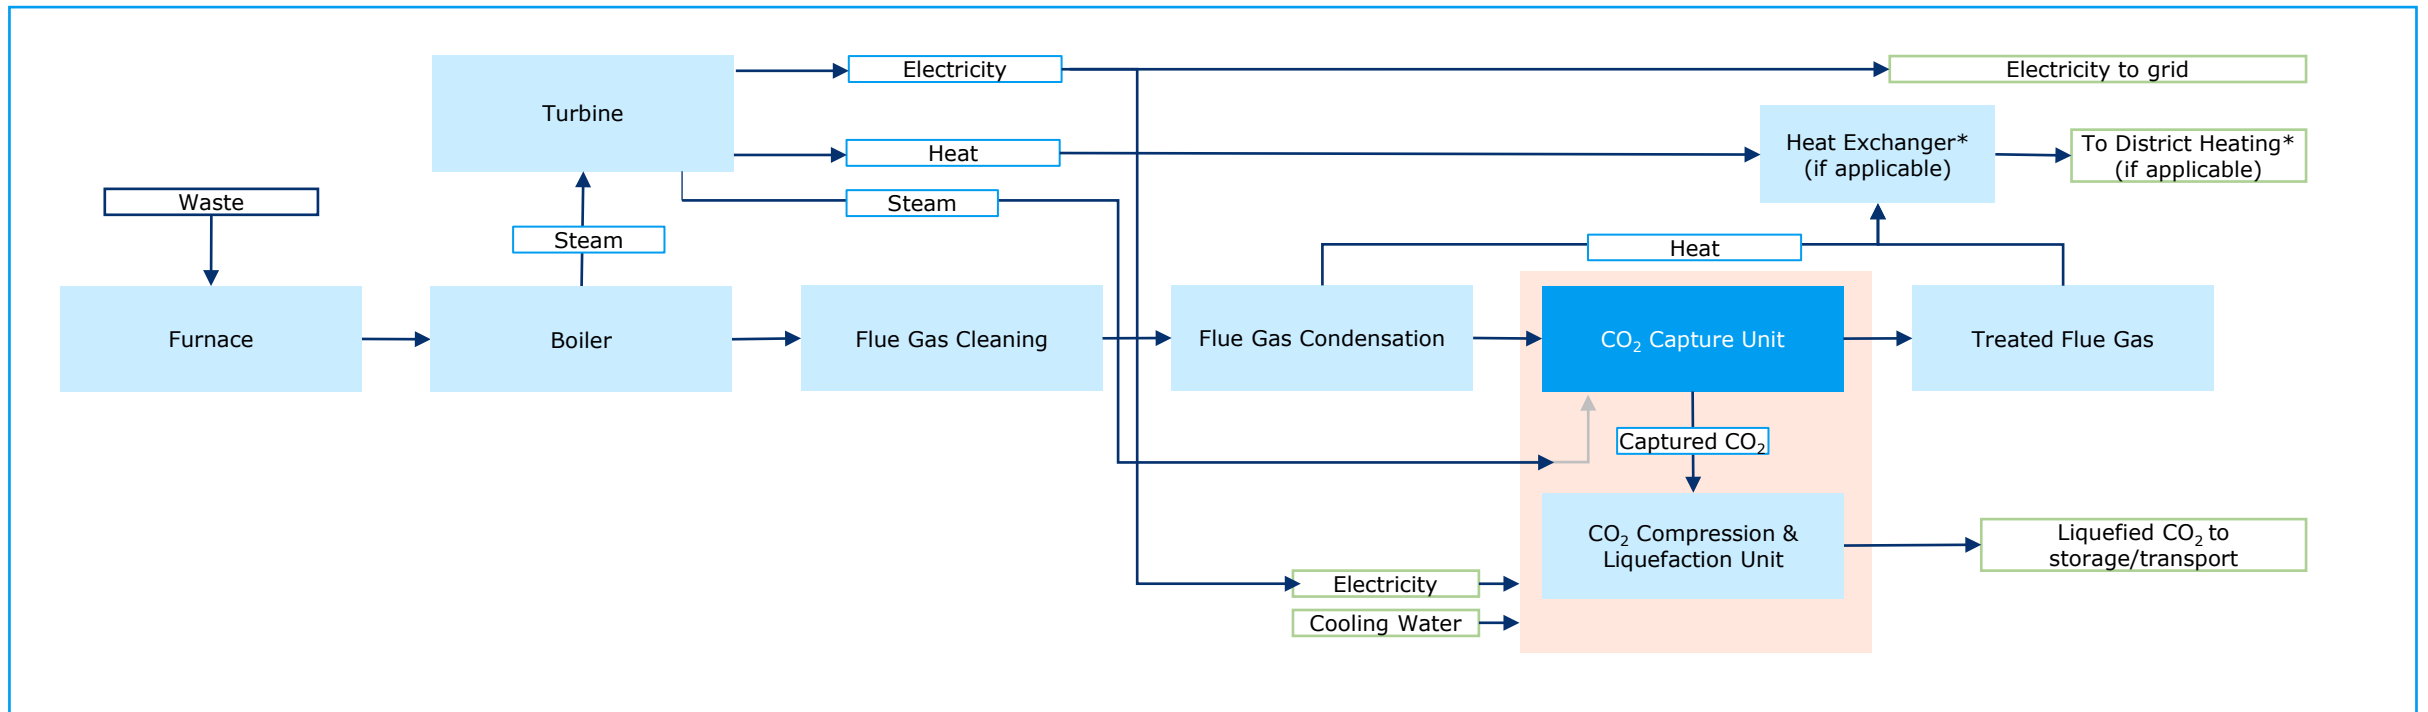 Electricity
Electricity to grid
Turbine
Heat
Heat Exchanger*
(if applicable)
To District Heating*
(if applicable)
Waste
Steam
Steam
Heat
Furnace
Boiler
Flue Gas Cleaning
Flue Gas Condensation
CO₂ Capture Unit
Treated Flue Gas
Captured CO₂
CO₂ Compression &
Liquefaction Unit
Liquefied CO₂ to
storage/transport
Electricity
Cooling Water